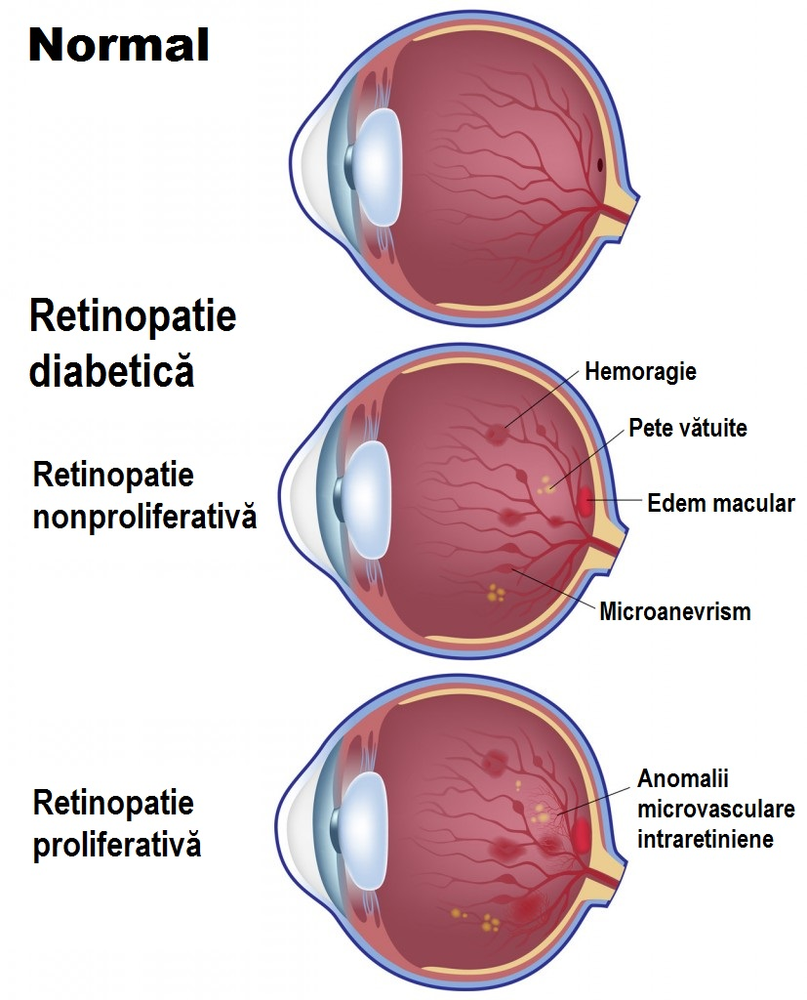 Normal
Retinopatie
diabetică
Hemoragie
Pete vătuite
Retinopatie
nonproliferativă
Edem macular
Microanevrism
Retinopatie
proliferativă
Anomalii
microvasculare
intraretiniene